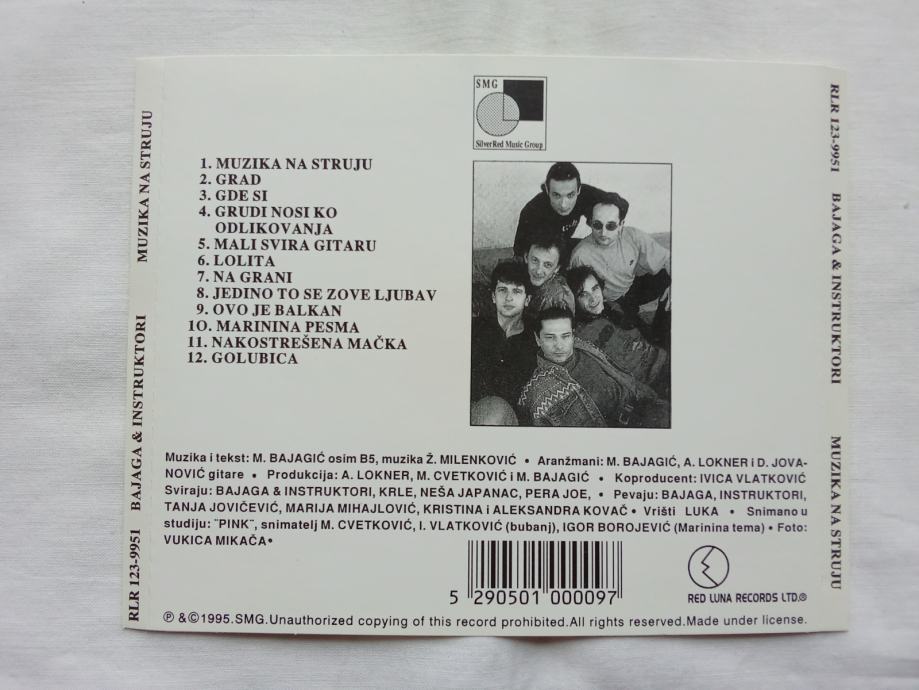 SMG
SilverRed Music Group
1. MUZIKA NA STRUJU
2. GRAD
3. GDE SI
4. GRUDI NOSI KO
ODLIKOVANJA
5. MALI SVIRA GITARU
6. LOLITA
7. NA GRANI
8. JEDINO TO SE ZOVE LJUBAV
9. OVO JE BALKAN
10. MARININA PESMA
11. NAKOSTREŠENA MAČKA
12. GOLUBICA
Muzika i tekst: M. BAJAGIĆ osim B5, muzika Ž. MILENKOVIĆ • Aranžmani: M. BAJAGIĆ, A. LOKNER i D. JOVA-
NOVIĆ gitare • Produkcija: A. LOKNER, M. CVETKOVIĆ i M. BAJAGIĆ • Koproducent: IVICA VLATKOVIĆ
Sviraju: BAJAGA & INSTRUKTORI, KRLE, NEŠA JAPANAC, PERA JOE, • Pevaju: BAJAGA, INSTRUKTORI,
TANJA JOVIĆEVIĆ, MARIJA MIHAJLOVIĆ, KRISTINA i ALEKSANDRA KOVAČ • Vrišti LUKA • Snimano u
studiju: "PINK", snimatelj M. CVETKOVIĆ, I. VLATKOVIĆ (bubanj), IGOR BOROJEVIĆ (Marinina tema) • Foto:
VUKICA MIKAČA•
5 290501 000097
RED LUNA RECORDS LTD.®
℗ &©1995.SMG.Unauthorized copying of this record prohibited.All rights reserved.Made under license.
RLR 123-9951 BAJAGA & INSTRUKTORI MUZIKA NA STRUJU
RLR 123-9951 BAJAGA & INSTRUKTORI MUZIKA NA STRUJU